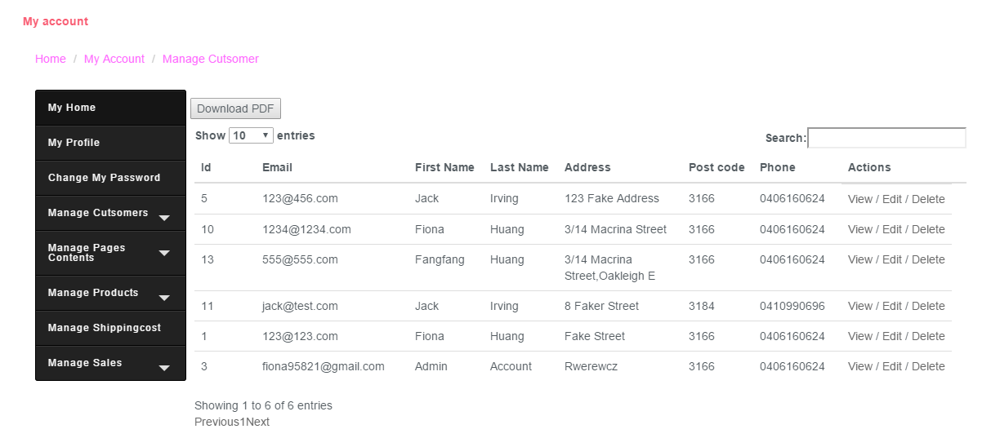 My account
Home / My Account / Manage Cutsomer
My Home
My Profile
Change My Password
Manage Cutsomers
Manage Pages
Contents
Manage Products
Manage Shippingcost
Manage Sales
Download PDF
Show 10 entries
Search:
Id Email First Name Last Name Address Post code Phone Actions
5 123@456.com Jack Irving 123 Fake Address 3166 0406160624 View / Edit / Delete
10 1234@1234.com Fiona Huang 3/14 Macrina Street 3166 0406160624 View / Edit / Delete
13 555@555.com Fangfang Huang 3/14 Macrina 3166 0406160624 View / Edit / Delete
Street,Oakleigh E
11 jack@test.com Jack Irving 8 Faker Street 3184 0410990696 View / Edit / Delete
1 123@123.com Fiona Huang Fake Street 3166 0406160624 View / Edit / Delete
3 fiona95821@gmail.com Admin Account Rwerewcz 3166 0406160624 View / Edit / Delete
Showing 1 to 6 of 6 entries
Previous1Next